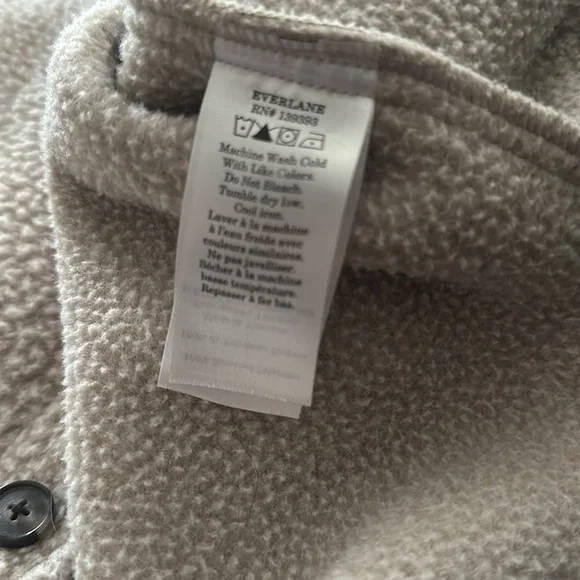 EVERLANE
RN# 139393
Machine Wash Cold
With Like Colors.
Do Not Bleach.
Tumble dry low.
Cool iron.
Laver à la machine
à l'eau froide avec
couleurs similaires.
Ne pas javelliser.
Sécher à la machine
basse température.
Repasser à fer bas.